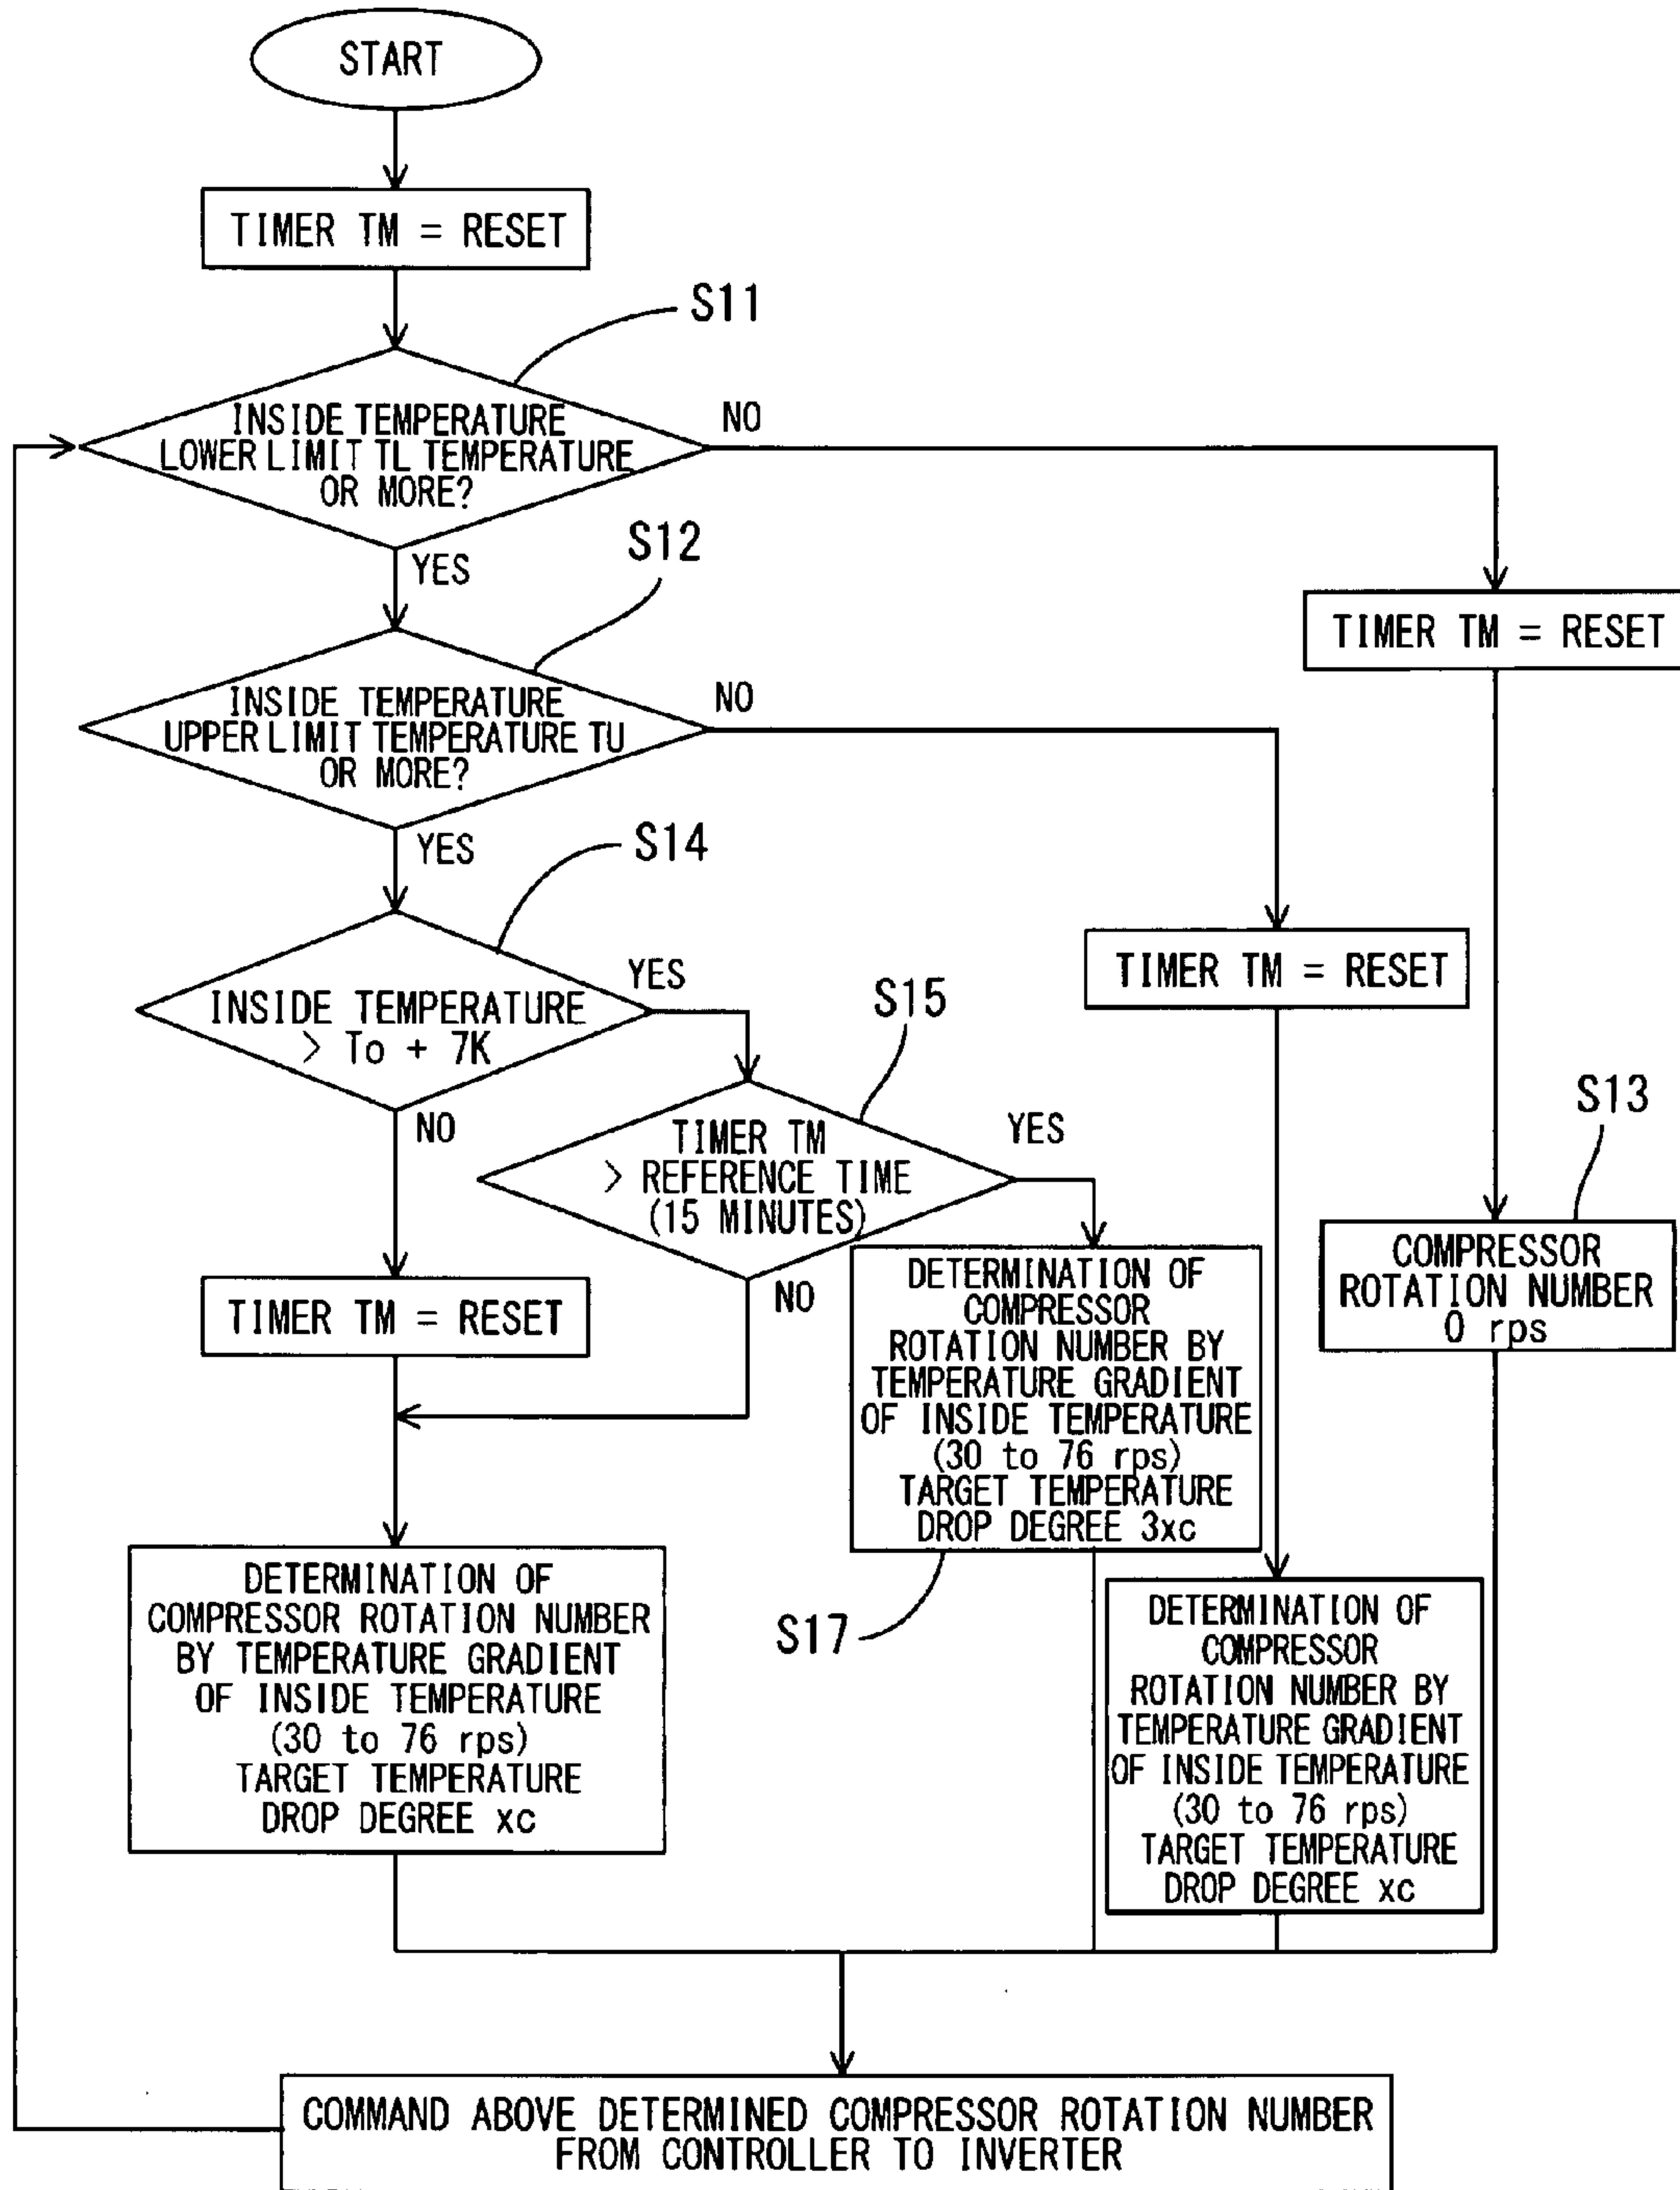 START
TIMER TM = RESET
S11
INSIDE TEMPERATURE
LOWER LIMIT TL TEMPERATURE
OR MORE?
NO
YES
S12
INSIDE TEMPERATURE
UPPER LIMIT TEMPERATURE TU
OR MORE?
NO
YES
TIMER TM = RESET
S14
INSIDE TEMPERATURE
> To + 7K
YES
NO
TIMER TM = RESET
S15
TIMER TM
> REFERENCE TIME
(15 MINUTES)
YES
NO
S13
COMPRESSOR
ROTATION NUMBER
0 rps
TIMER TM = RESET
DETERMINATION OF
COMPRESSOR
ROTATION NUMBER BY
TEMPERATURE GRADIENT
OF INSIDE TEMPERATURE
(30 to 76 rps)
TARGET TEMPERATURE
DROP DEGREE 3xc
S17
DETERMINATION OF
COMPRESSOR ROTATION NUMBER
BY TEMPERATURE GRADIENT
OF INSIDE TEMPERATURE
(30 to 76 rps)
TARGET TEMPERATURE
DROP DEGREE xc
DETERMINATION OF
COMPRESSOR
ROTATION NUMBER BY
TEMPERATURE GRADIENT
OF INSIDE TEMPERATURE
(30 to 76 rps)
TARGET TEMPERATURE
DROP DEGREE xc
COMMAND ABOVE DETERMINED COMPRESSOR ROTATION NUMBER
FROM CONTROLLER TO INVERTER